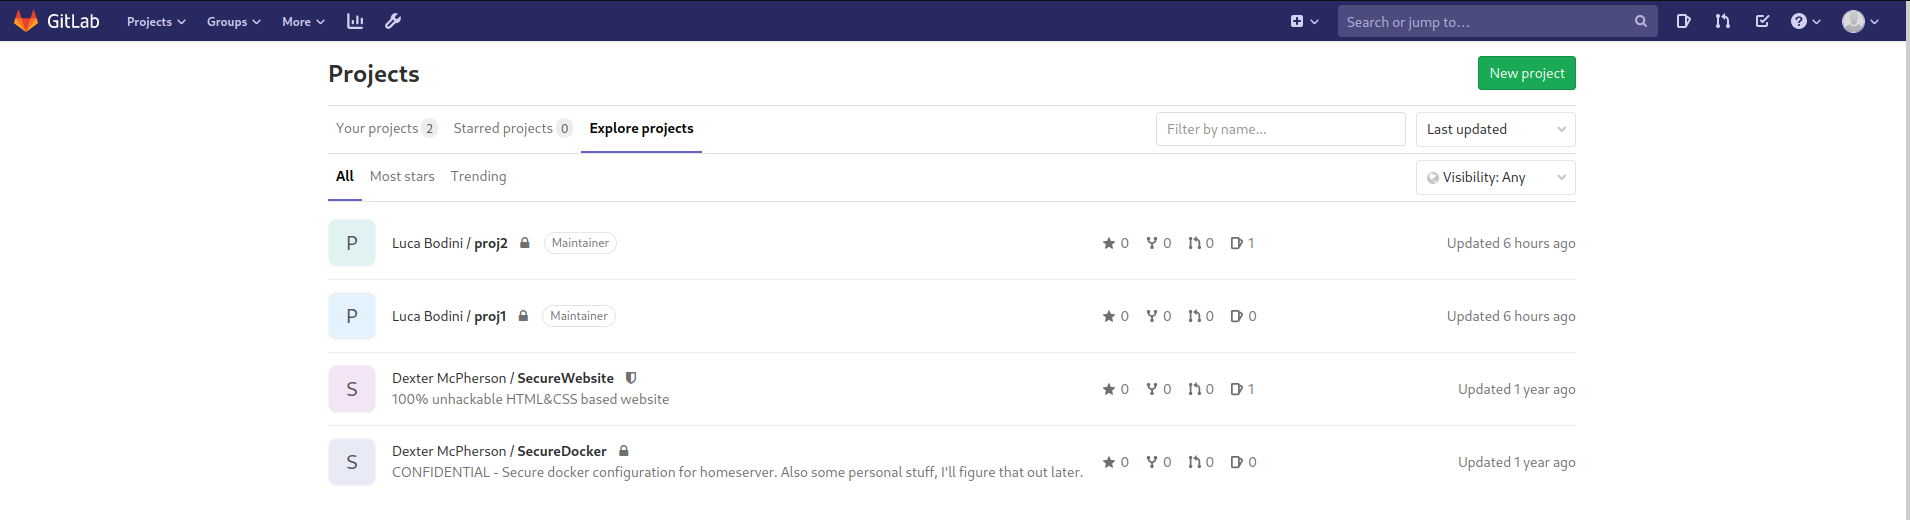 GitLab Projects Groups More Search or jump to...
Projects New project
Your projects 2 Starred projects 0 Explore projects Filter by name... Last updated
All Most stars Trending Visibility: Any
P Luca Bodini / proj2 Maintainer 0 0 0 1 Updated 6 hours ago
P Luca Bodini / proj1 Maintainer 0 0 0 0 Updated 6 hours ago
S Dexter McPherson / SecureWebsite 0 0 0 1 Updated 1 year ago
100% unhackable HTML&CSS based website
S Dexter McPherson / SecureDocker 0 0 0 0 Updated 1 year ago
CONFIDENTIAL - Secure docker configuration for homeserver. Also some personal stuff, I'll figure that out later.